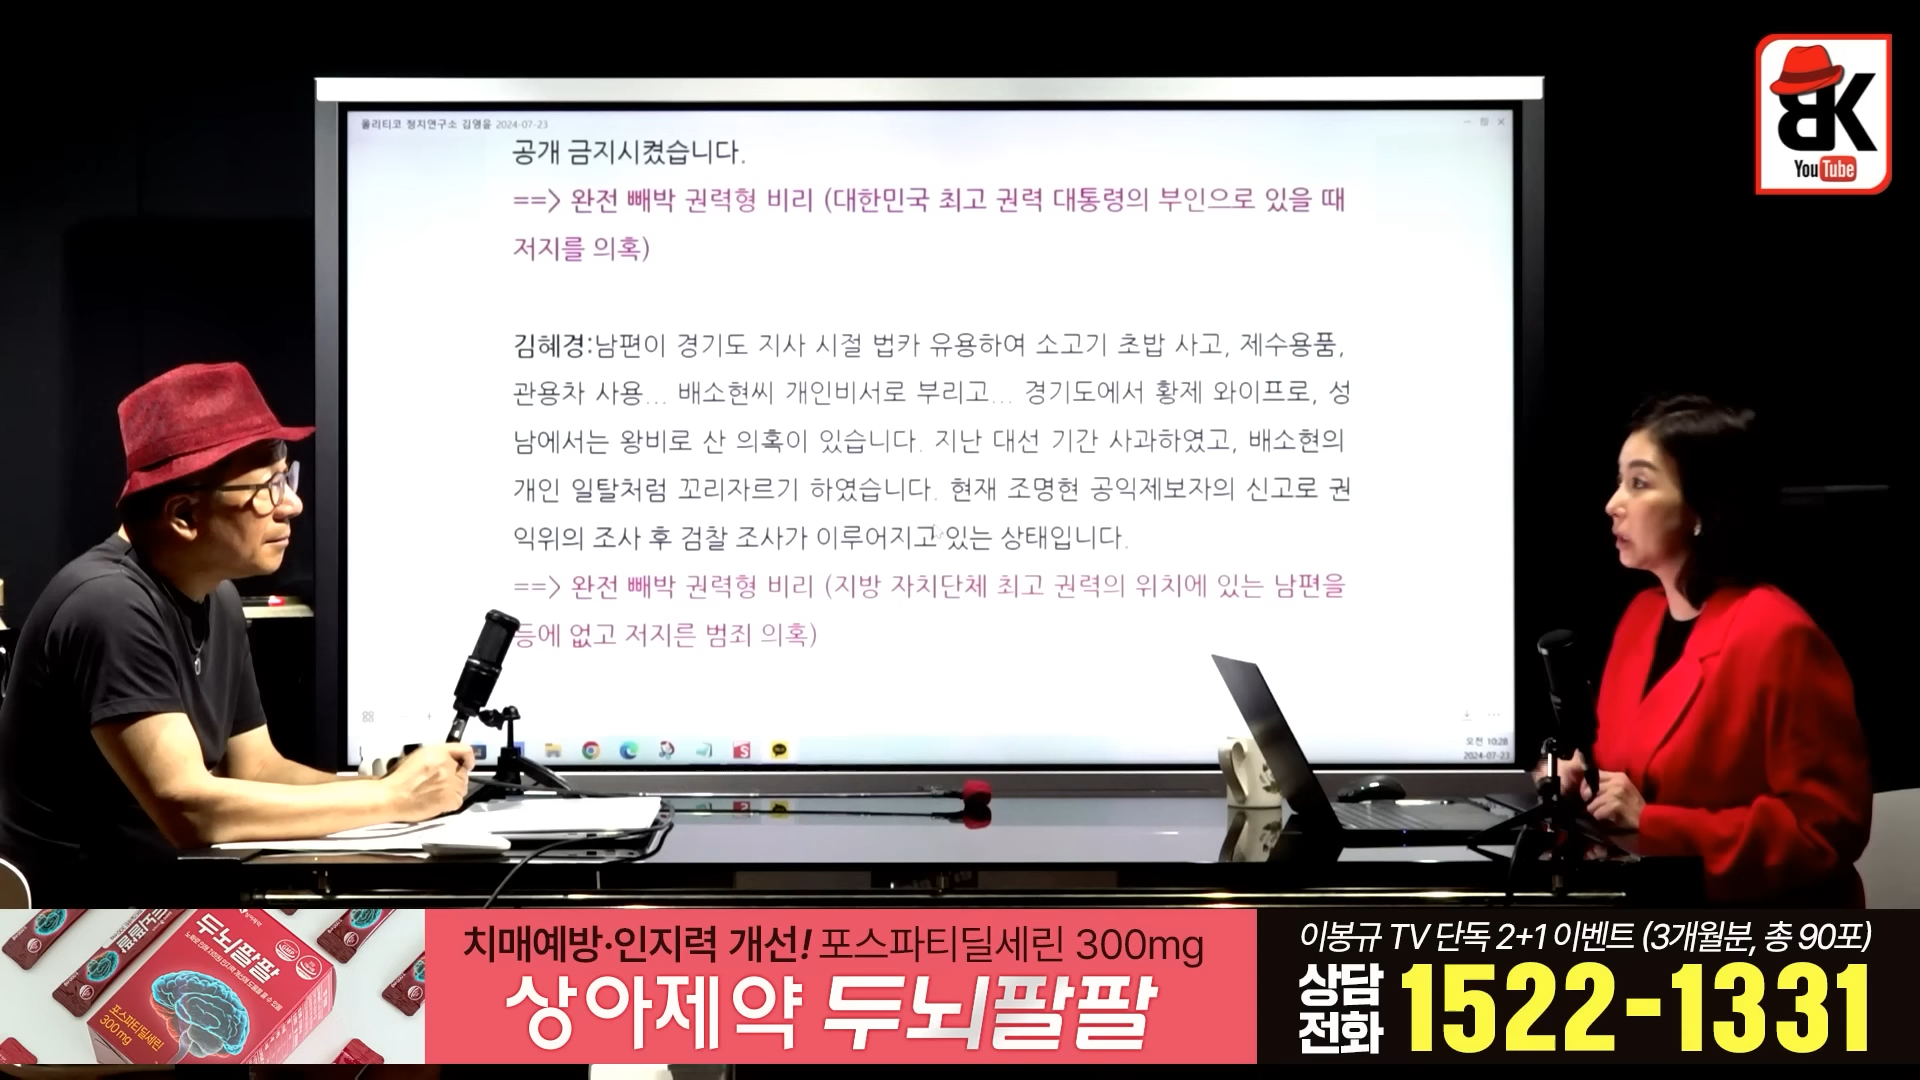 BK
YouTube
올리티코 정치연구소 김영윤 2024-07-23
공개 금지시켰습니다.
==> 완전 빼박 권력형 비리 (대한민국 최고 권력 대통령의 부인으로 있을 때
저지를 의혹)
김혜경:남편이 경기도 지사 시절 법카 유용하여 소고기 초밥 사고, 제수용품,
관용차 사용... 배소현씨 개인비서로 부리고... 경기도에서 황제 와이프로, 성
남에서는 왕비로 산 의혹이 있습니다. 지난 대선 기간 사과하였고, 배소현의
개인 일탈처럼 꼬리자르기 하였습니다. 현재 조명현 공익제보자의 신고로 권
익위의 조사 후 검찰 조사가 이루어지고 있는 상태입니다.
==> 완전 빼박 권력형 비리 (지방 자치단체 최고 권력의 위치에 있는 남편을
등에 없고 저지른 범죄 의혹)
오전 10:28
2024-07-23
상아제약
두뇌팔팔
포스파티딜세린
300mg
치매예방·인지력 개선! 포스파티딜세린 300mg
상아제약 두뇌팔팔
이봉규 TV 단독 2+1 이벤트 (3개월분, 총 90포)
상담
전화
1522-1331